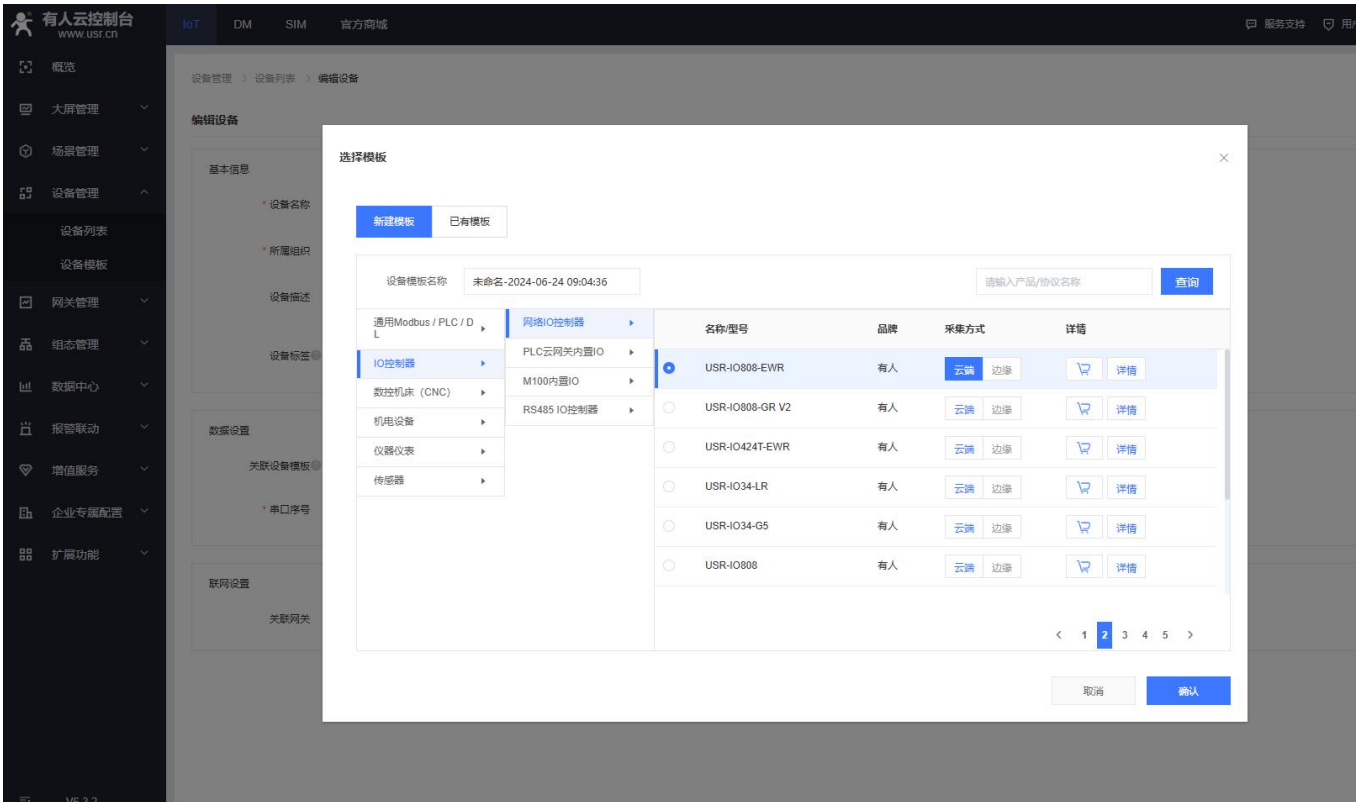 有人云控制台
www.usr.cn
IoT DM SIM 官方商城
服务支持
概览
大屏管理
场景管理
设备管理
设备列表
设备模板
网关管理
组态管理
数据中心
报警联动
增值服务
企业专属配置
扩展功能
V6.3.2
设备管理 > 设备列表 > 编辑设备
编辑设备
基本信息
* 设备名称
* 所属组织
设备描述
设备标签
数据设置
关联设备模板
* 串口序号
联网设置
关联网关
选择模板
新建模板 已有模板
设备模板名称 未命名-2024-06-24 09:04:36 请输入产品/协议名称 查询
通用Modbus / PLC / D
L
IO控制器
数控机床（CNC）
机电设备
仪器仪表
传感器
网络IO控制器
PLC云网关内置IO
M100内置IO
RS485 IO控制器
名称/型号 品牌 采集方式 详情
USR-IO808-EWR 有人 云端 边缘 详情
USR-IO808-GR V2 有人 云端 边缘 详情
USR-IO424T-EWR 有人 云端 边缘 详情
USR-IO34-LR 有人 云端 边缘 详情
USR-IO34-G5 有人 云端 边缘 详情
USR-IO808 有人 云端 边缘 详情
< 1 2 3 4 5 >
取消 确认